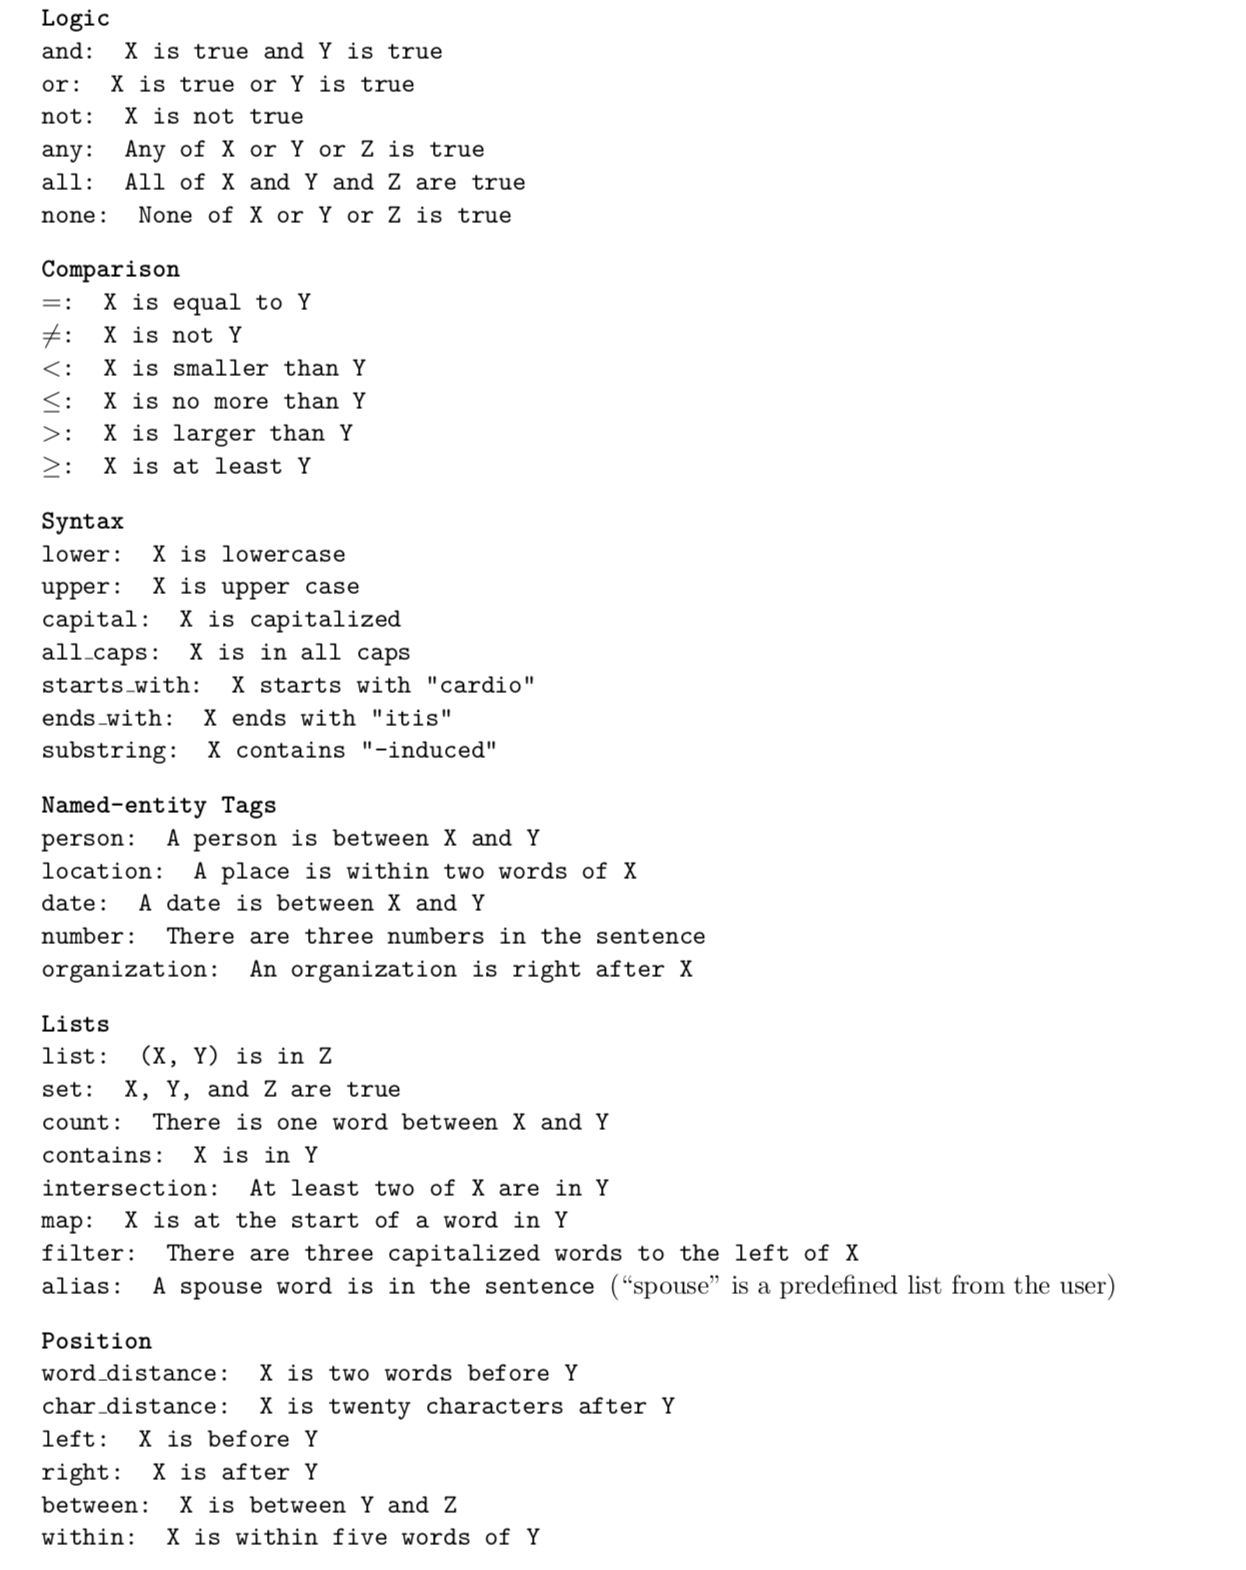 Logic
and: X is true and Y is true
or: X is true or Y is true
not: X is not true
any: Any of X or Y or Z is true
all: All of X and Y and Z are true
none: None of X or Y or Z is true
Comparison
=: X is equal to Y
≠: X is not Y
<: X is smaller than Y
≤: X is no more than Y
>: X is larger than Y
≥: X is at least Y
Syntax
lower: X is lowercase
upper: X is upper case
capital: X is capitalized
all_caps: X is in all caps
starts_with: X starts with "cardio"
ends_with: X ends with "itis"
substring: X contains "-induced"
Named-entity Tags
person: A person is between X and Y
location: A place is within two words of X
date: A date is between X and Y
number: There are three numbers in the sentence
organization: An organization is right after X
Lists
list: (X, Y) is in Z
set: X, Y, and Z are true
count: There is one word between X and Y
contains: X is in Y
intersection: At least two of X are in Y
map: X is at the start of a word in Y
filter: There are three capitalized words to the left of X
alias: A spouse word is in the sentence (“spouse” is a predefined list from the user)
Position
word_distance: X is two words before Y
char_distance: X is twenty characters after Y
left: X is before Y
right: X is after Y
between: X is between Y and Z
within: X is within five words of Y